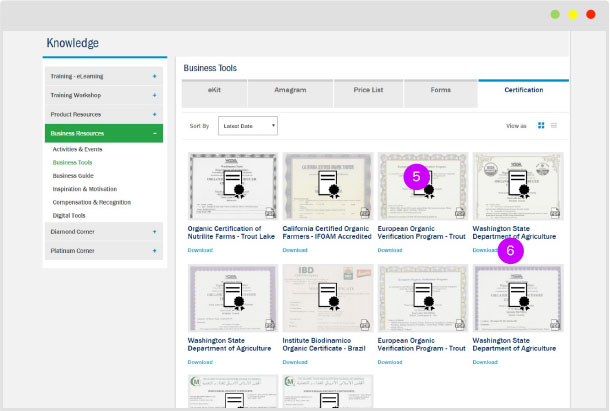 Knowledge
Training - eLearning +
Training Workshop +
Product Resources +
Business Resources -
Activities & Events
Business Tools
Business Guide
Inspiration & Motivation
Compensation & Recognition
Digital Tools
Diamond Corner +
Platinum Corner +
Business Tools
eKit
Amagram
Price List
Forms
Certification
Sort By
Latest Date
View as
5
Organic Certification of
Nutrilite Farms - Trout Lake
Download
California Certified Organic
Farmers - IFOAM Accredited
Download
European Organic
Verification Program - Trout
Download
Washington State
Department of Agriculture
Download
6
IBD
Washington State
Department of Agriculture
Download
Institute Biodinamico
Organic Certificate - Brazil
Download
European Organic
Verification Program - Trout
Download
Washington State
Department of Agriculture
Download